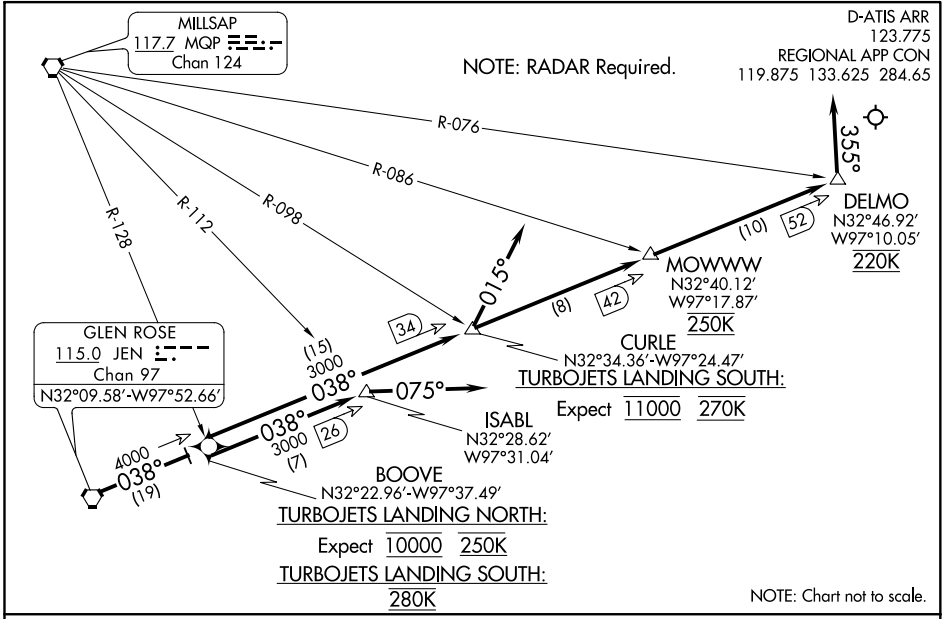 MILLSAP
117.7 MQP
Chan 124
NOTE: RADAR Required.
D-ATIS ARR
123.775
REGIONAL APP CON
119.875 133.625 284.65
R-076
R-086
R-098
R-112
R-128
355°
DELMO
N32°46.92'
W97°10.05'
220K
(10)
52
MOWWW
N32°40.12'
W97°17.87'
250K
015°
(8)
42
34
CURLE
N32°34.36'-W97°24.47'
TURBOJETS LANDING SOUTH:
Expect 11000 270K
GLEN ROSE
115.0 JEN
Chan 97
N32°09.58'-W97°52.66'
(15)
3000
038°
075°
038°
3000
(7)
26
ISABL
N32°28.62'
W97°31.04'
4000
038°
(19)
BOOVE
N32°22.96'-W97°37.49'
TURBOJETS LANDING NORTH:
Expect 10000 250K
TURBOJETS LANDING SOUTH:
280K
NOTE: Chart not to scale.